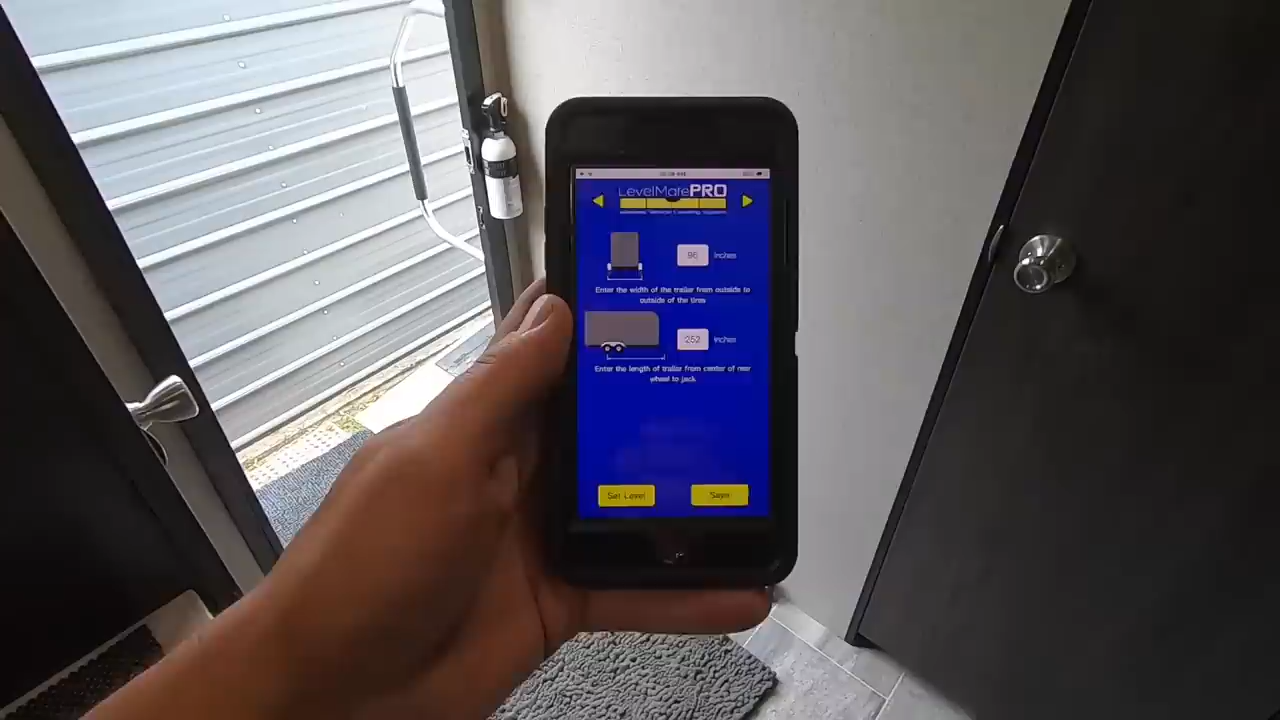 LevelMatePRO
96 Inches
Enter the width of the trailer from outside to
outside of the tires
252 Inches
Enter the length of trailer from center of rear
wheel to jack
Set Level
Save